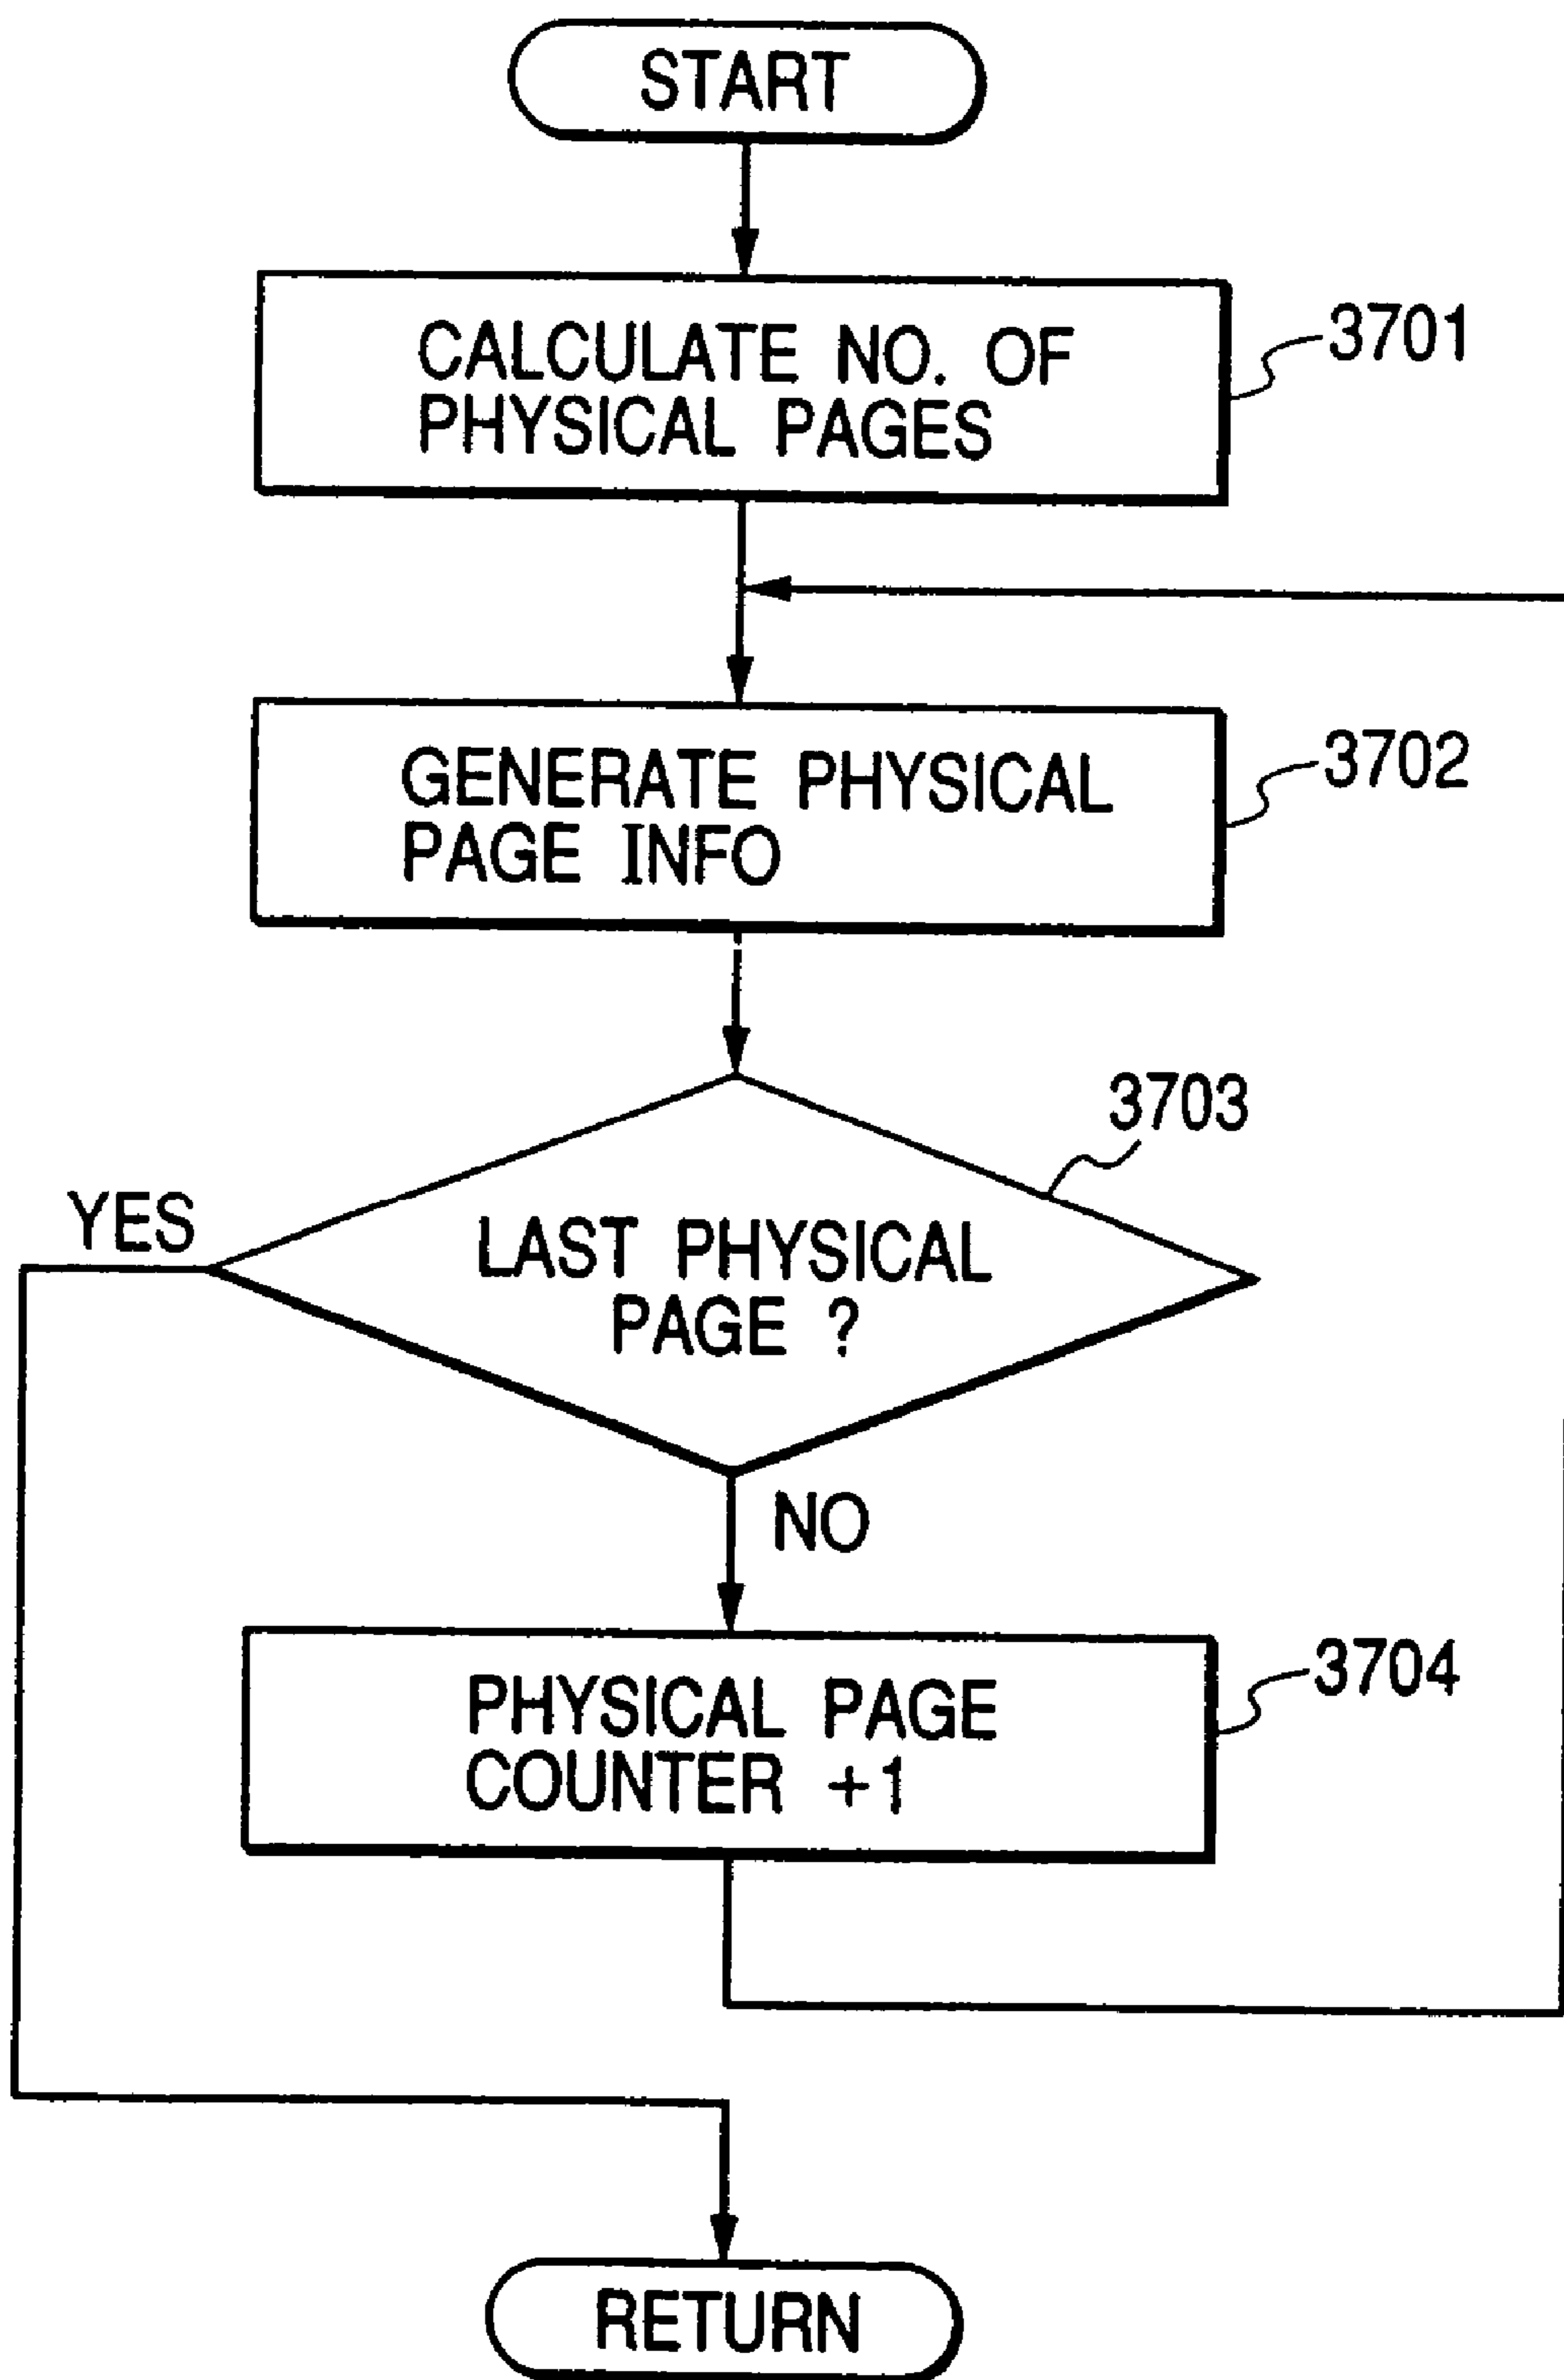 START
CALCULATE NO. OF
PHYSICAL PAGES
3701
GENERATE PHYSICAL
PAGE INFO
3702
3703
YES
LAST PHYSICAL
PAGE ?
NO
PHYSICAL PAGE
COUNTER +1
3704
RETURN